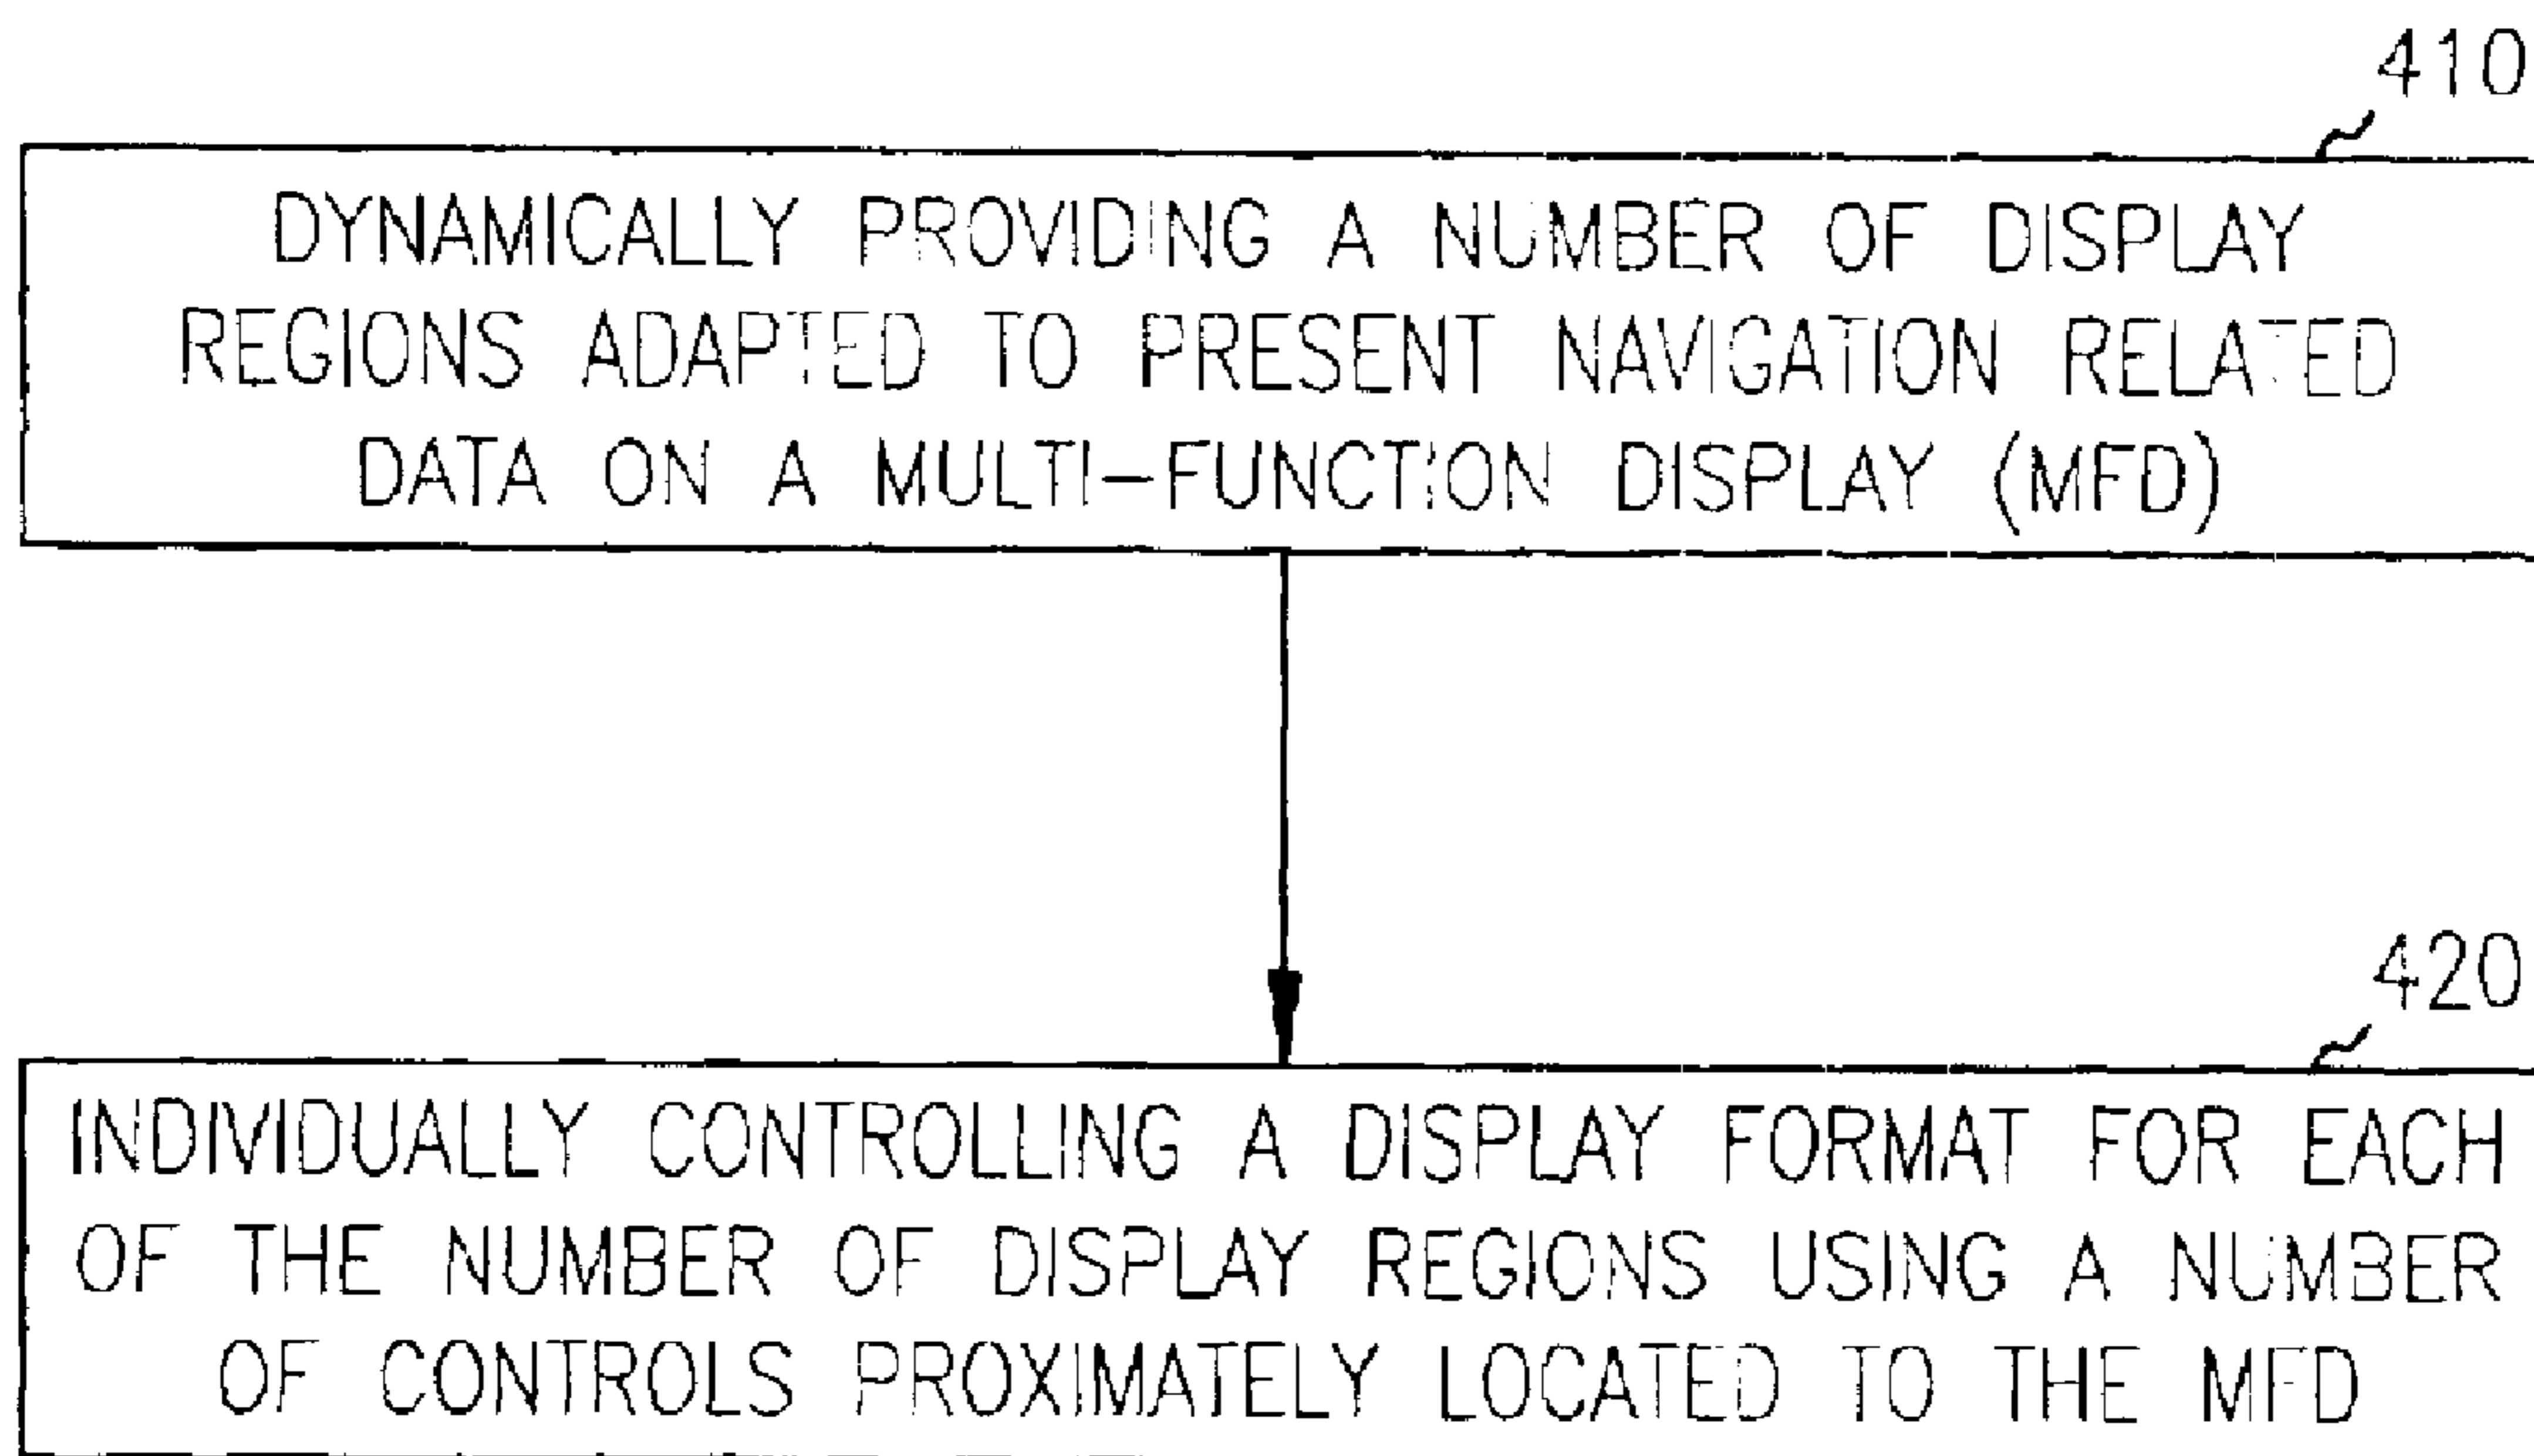 410
DYNAMICALLY PROVIDING A NUMBER OF DISPLAY
REGIONS ADAPTED TO PRESENT NAVIGATION RELATED
DATA ON A MULTI-FUNCTION DISPLAY (MFD)
420
INDIVIDUALLY CONTROLLING A DISPLAY FORMAT FOR EACH
OF THE NUMBER OF DISPLAY REGIONS USING A NUMBER
OF CONTROLS PROXIMATELY LOCATED TO THE MFD